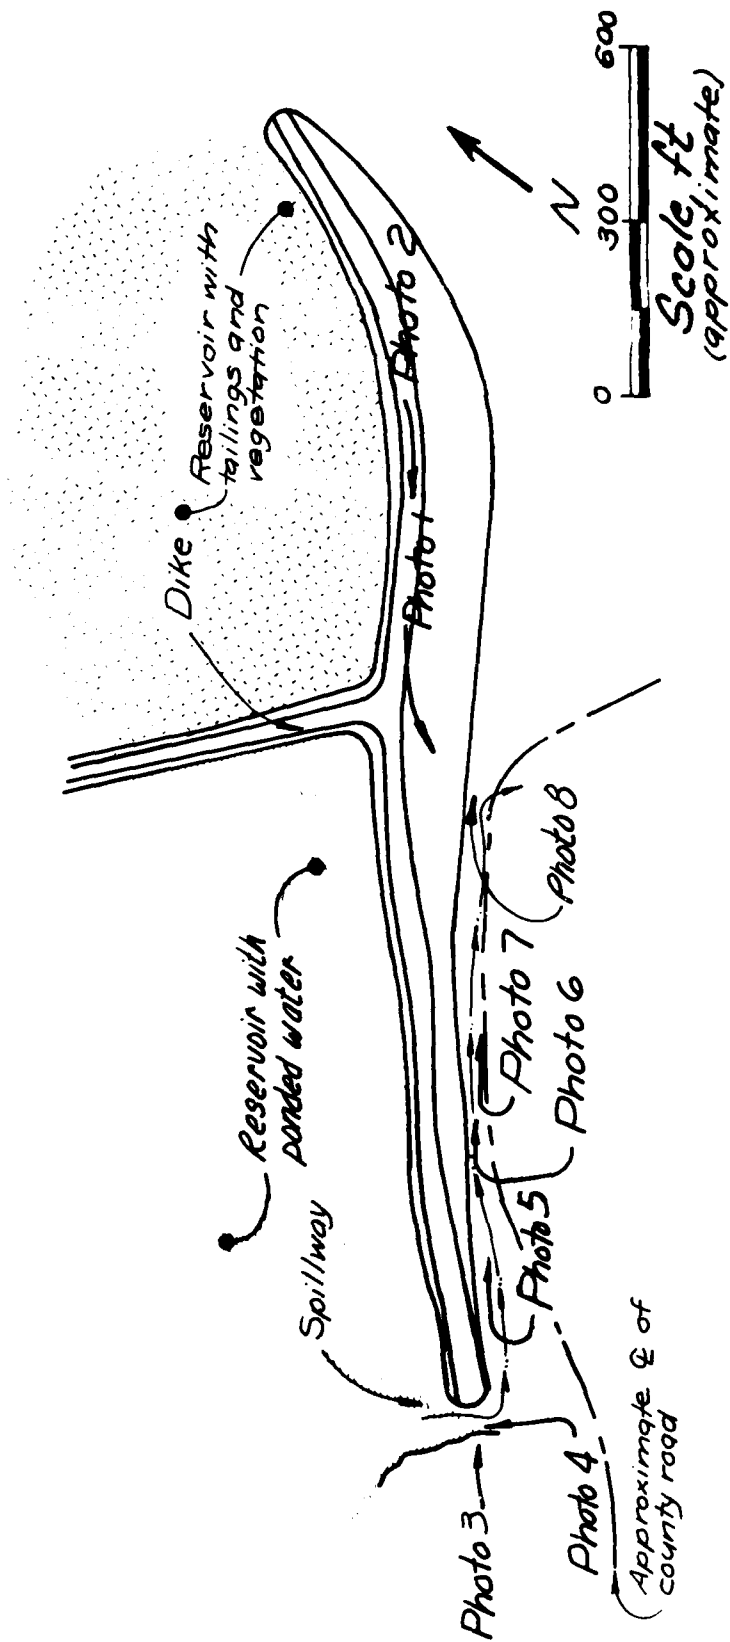 Reservoir with
tailings and
vegetation
Dike
Reservoir with
ponded water
Spillway
Photo 1
Photo 2
Photo 3
Photo 4
Photo 5
Photo 6
Photo 7
Photo 8
Approximate ℄ of
county road
N
0 300 600
Scale, ft
(approximate)